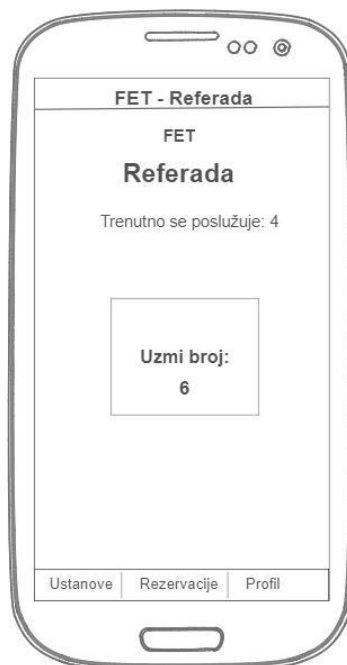 FET - Referada
FET
Referada
Trenutno se poslužuje: 4
Uzmi broj:
6
Ustanove Rezervacije Profil